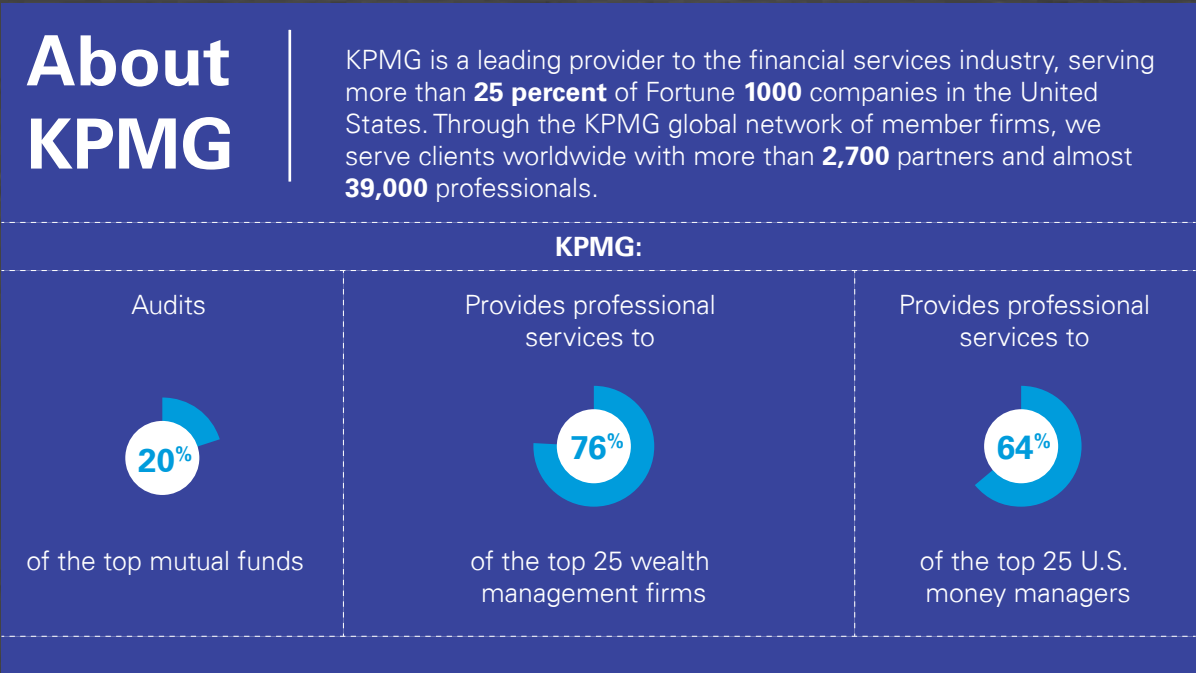 About
KPMG
KPMG is a leading provider to the financial services industry, serving
more than 25 percent of Fortune 1000 companies in the United
States. Through the KPMG global network of member firms, we
serve clients worldwide with more than 2,700 partners and almost
39,000 professionals.
KPMG:
Audits
20%
of the top mutual funds
Provides professional
services to
76%
of the top 25 wealth
management firms
Provides professional
services to
64%
of the top 25 U.S.
money managers